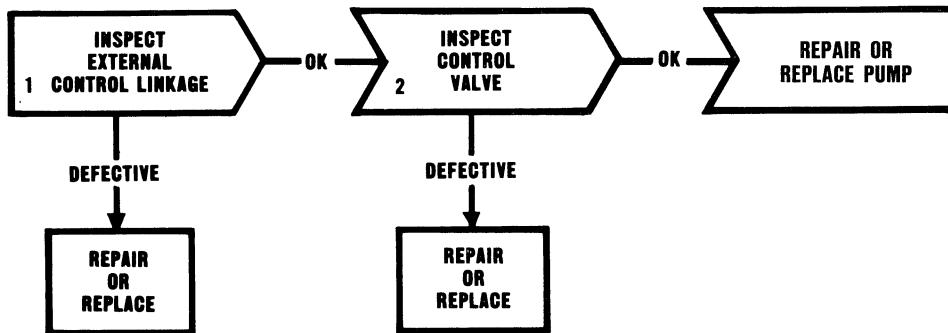 INSPECT
EXTERNAL
1 CONTROL LINKAGE
OK
INSPECT
CONTROL
2 VALVE
OK
REPAIR OR
REPLACE PUMP
DEFECTIVE
DEFECTIVE
REPAIR
OR
REPLACE
REPAIR
OR
REPLACE